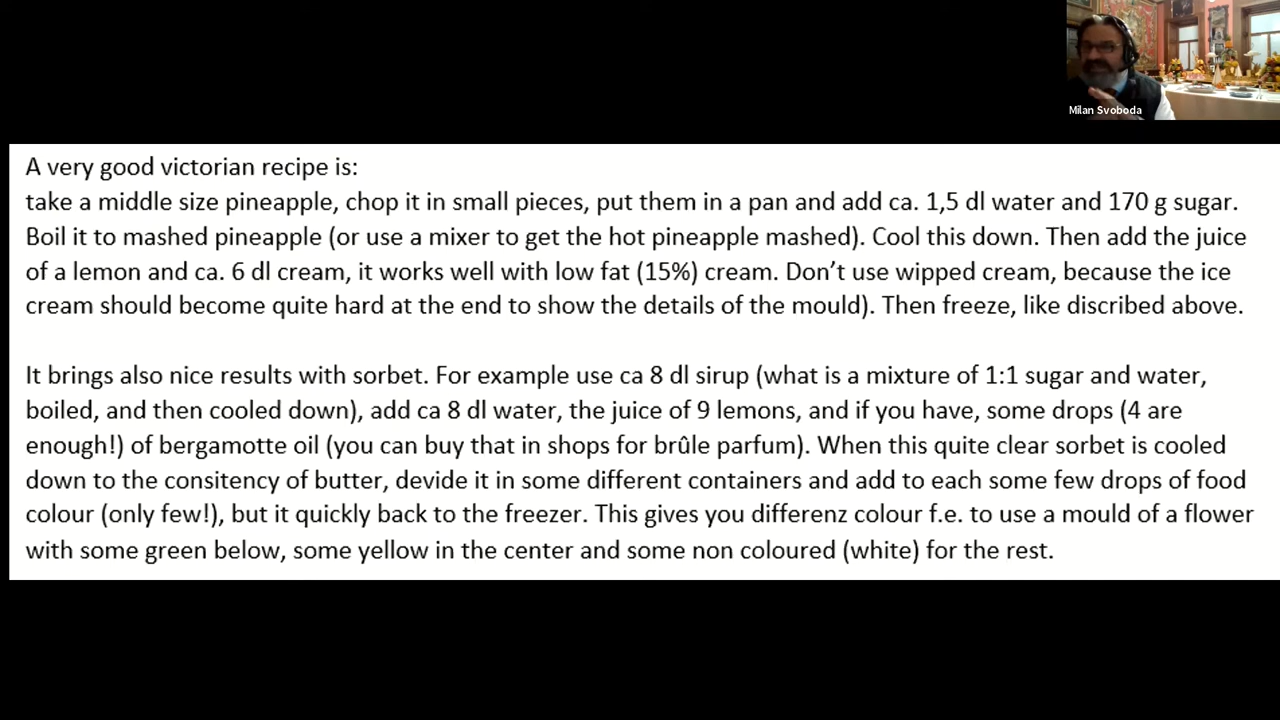 Milan Svoboda
A very good victorian recipe is:
take a middle size pineapple, chop it in small pieces, put them in a pan and add ca. 1,5 dl water and 170 g sugar.
Boil it to mashed pineapple (or use a mixer to get the hot pineapple mashed). Cool this down. Then add the juice
of a lemon and ca. 6 dl cream, it works well with low fat (15%) cream. Don’t use wipped cream, because the ice
cream should become quite hard at the end to show the details of the mould). Then freeze, like discribed above.
It brings also nice results with sorbet. For example use ca 8 dl sirup (what is a mixture of 1:1 sugar and water,
boiled, and then cooled down), add ca 8 dl water, the juice of 9 lemons, and if you have, some drops (4 are
enough!) of bergamotte oil (you can buy that in shops for brûle parfum). When this quite clear sorbet is cooled
down to the consitency of butter, devide it in some different containers and add to each some few drops of food
colour (only few!), but it quickly back to the freezer. This gives you differenz colour f.e. to use a mould of a flower
with some green below, some yellow in the center and some non coloured (white) for the rest.